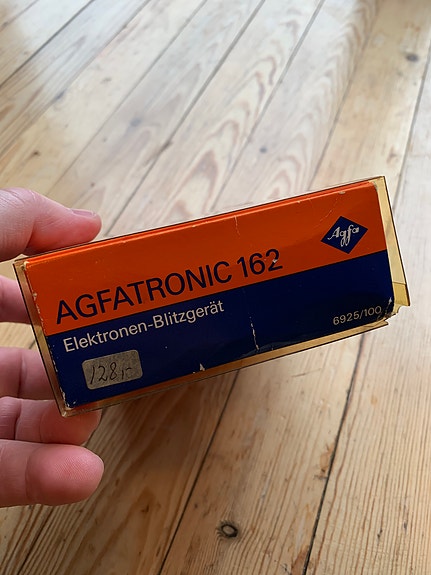 Agfa
AGFATRONIC 162
Elektronen-Blitzgerät
6925/100
128,-